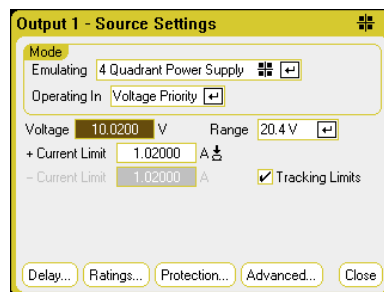 Output 1 - Source Settings
Mode
Emulating 4 Quadrant Power Supply
Operating In Voltage Priority
Voltage 10.0200 V Range 20.4 V
+ Current Limit 1.02000 A
- Current Limit 1.02000 A Tracking Limits
Delay... Ratings... Protection... Advanced... Close